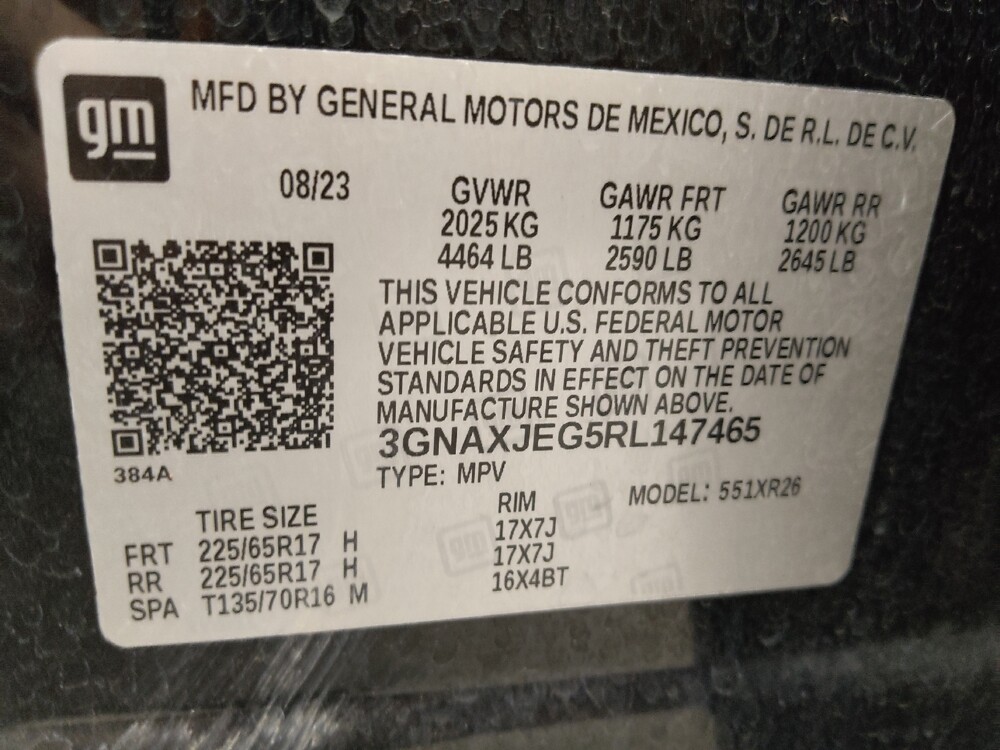 gm
MFD BY GENERAL MOTORS DE MEXICO, S. DE R.L. DE C.V.
08/23
GVWR GAWR FRT GAWR RR
2025 KG 1175 KG 1200 KG
4464 LB 2590 LB 2645 LB
THIS VEHICLE CONFORMS TO ALL
APPLICABLE U.S. FEDERAL MOTOR
VEHICLE SAFETY AND THEFT PREVENTION
STANDARDS IN EFFECT ON THE DATE OF
MANUFACTURE SHOWN ABOVE.
3GNAXJEG5RL147465
384A
TYPE: MPV MODEL: 551XR26
TIRE SIZE RIM
FRT 225/65R17 H 17X7J
RR 225/65R17 H 17X7J
SPA T135/70R16 M 16X4BT